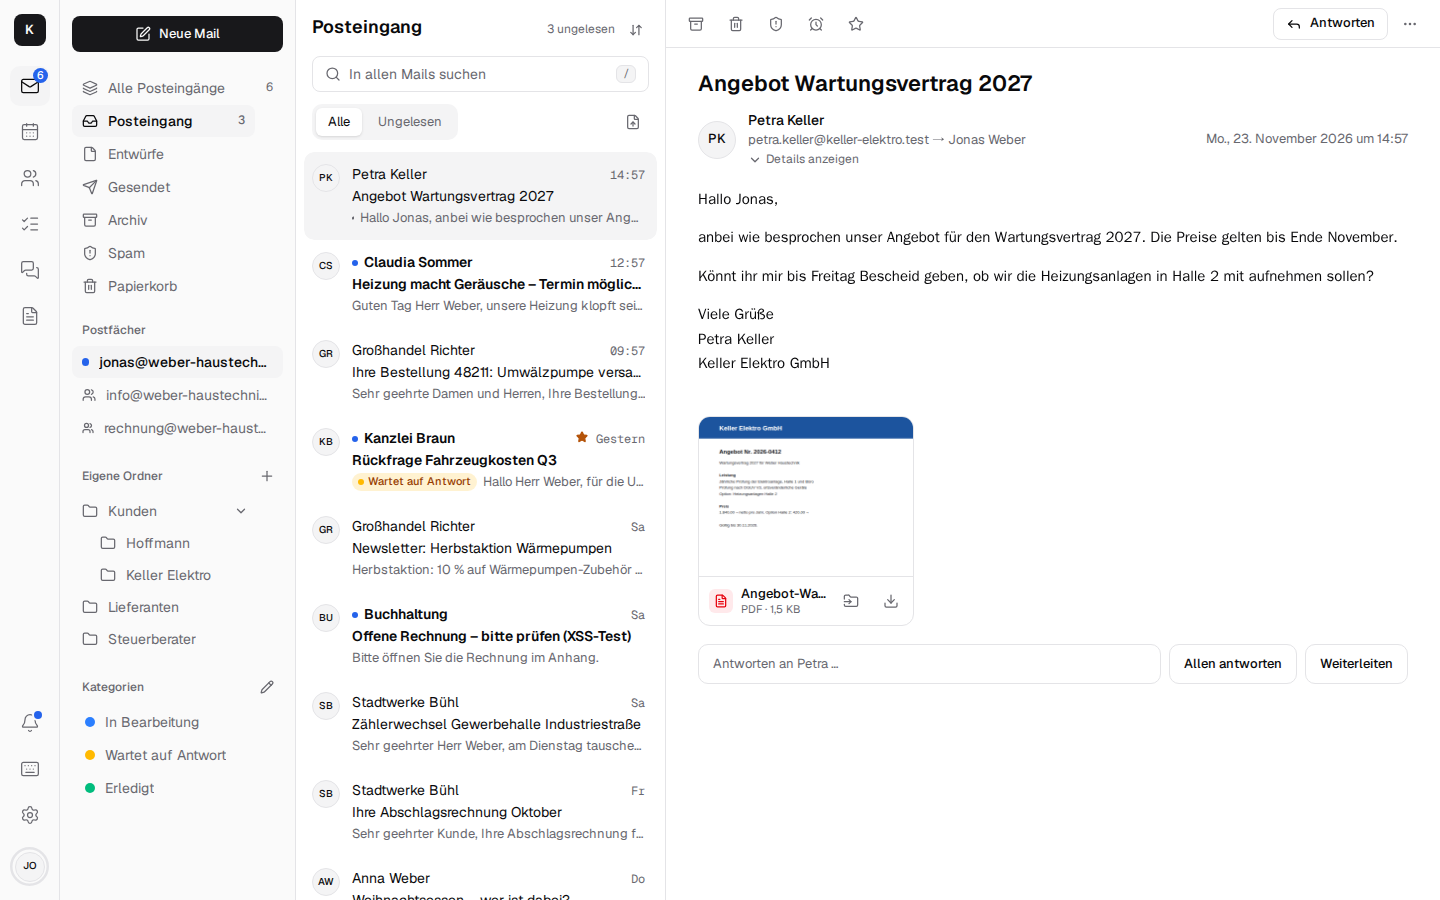 K
Neue Mail
6
Alle Posteingänge 6
Posteingang 3
Entwürfe
Gesendet
Archiv
Spam
Papierkorb
Postfächer
jonas@weber-haustech...
info@weber-haustechni...
rechnung@weber-haust...
Eigene Ordner
Kunden
Hoffmann
Keller Elektro
Lieferanten
Steuerberater
Kategorien
In Bearbeitung
Wartet auf Antwort
Erledigt
JO
Posteingang 3 ungelesen
In allen Mails suchen /
Alle Ungelesen
PK Petra Keller 14:57
Angebot Wartungsvertrag 2027
Hallo Jonas, anbei wie besprochen unser Ang...
CS Claudia Sommer 12:57
Heizung macht Geräusche – Termin möglic...
Guten Tag Herr Weber, unsere Heizung klopft sei...
GR Großhandel Richter 09:57
Ihre Bestellung 48211: Umwälzpumpe versa...
Sehr geehrte Damen und Herren, Ihre Bestellung...
KB Kanzlei Braun Gestern
Rückfrage Fahrzeugkosten Q3
Wartet auf Antwort Hallo Herr Weber, für die U...
GR Großhandel Richter Sa
Newsletter: Herbstaktion Wärmepumpen
Herbstaktion: 10 % auf Wärmepumpen-Zubehör ...
BU Buchhaltung Sa
Offene Rechnung – bitte prüfen (XSS-Test)
Bitte öffnen Sie die Rechnung im Anhang.
SB Stadtwerke Bühl Sa
Zählerwechsel Gewerbehalle Industriestraße
Sehr geehrter Herr Weber, am Dienstag tausche...
SB Stadtwerke Bühl Fr
Ihre Abschlagsrechnung Oktober
Sehr geehrter Kunde, Ihre Abschlagsrechnung f...
AW Anna Weber Do
Weihnachtsessen – wer ist dabei?
Antworten
Angebot Wartungsvertrag 2027
PK Petra Keller
petra.keller@keller-elektro.test → Jonas Weber
Mo., 23. November 2026 um 14:57
Details anzeigen
Hallo Jonas,
anbei wie besprochen unser Angebot für den Wartungsvertrag 2027. Die Preise gelten bis Ende November.
Könnt ihr mir bis Freitag Bescheid geben, ob wir die Heizungsanlagen in Halle 2 mit aufnehmen sollen?
Viele Grüße
Petra Keller
Keller Elektro GmbH
Keller Elektro GmbH
Angebot Nr. 2026-0412
Wartungsvertrag 2027 für Weber Haustechnik
Leistung
Preis
Angebot-Wa...
PDF · 1,5 KB
Antworten an Petra ...
Allen antworten
Weiterleiten